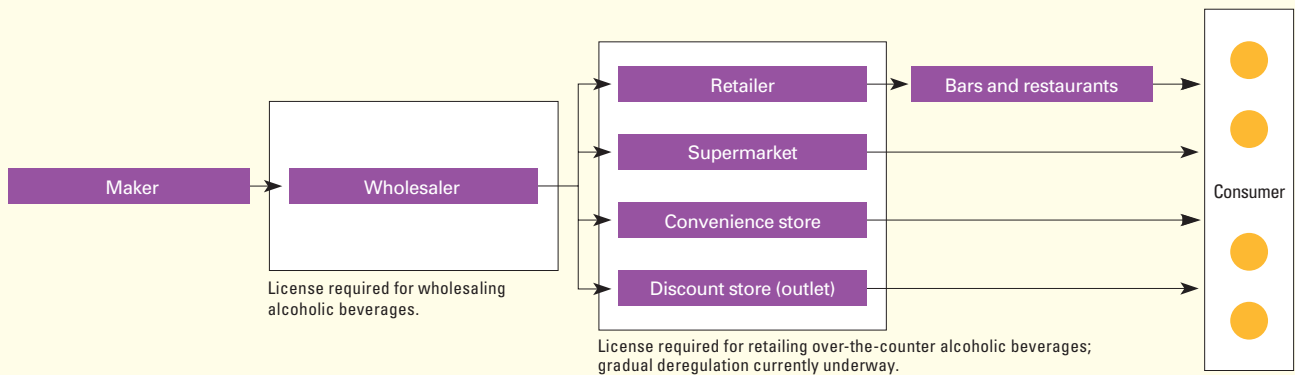 Maker
Wholesaler
License required for wholesaling
alcoholic beverages.
Retailer
Supermarket
Convenience store
Discount store (outlet)
License required for retailing over-the-counter alcoholic beverages;
gradual deregulation currently underway.
Bars and restaurants
Consumer